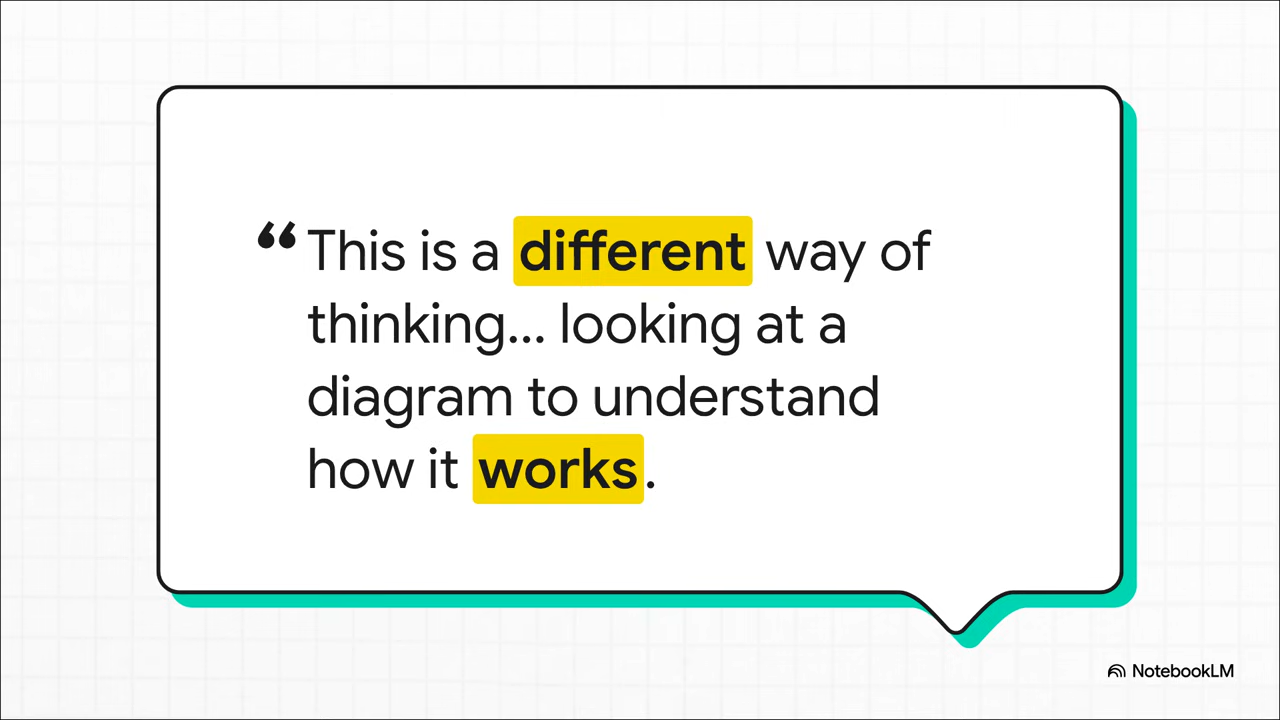 “ This is a different way of
thinking... looking at a
diagram to understand
how it works.
NotebookLM